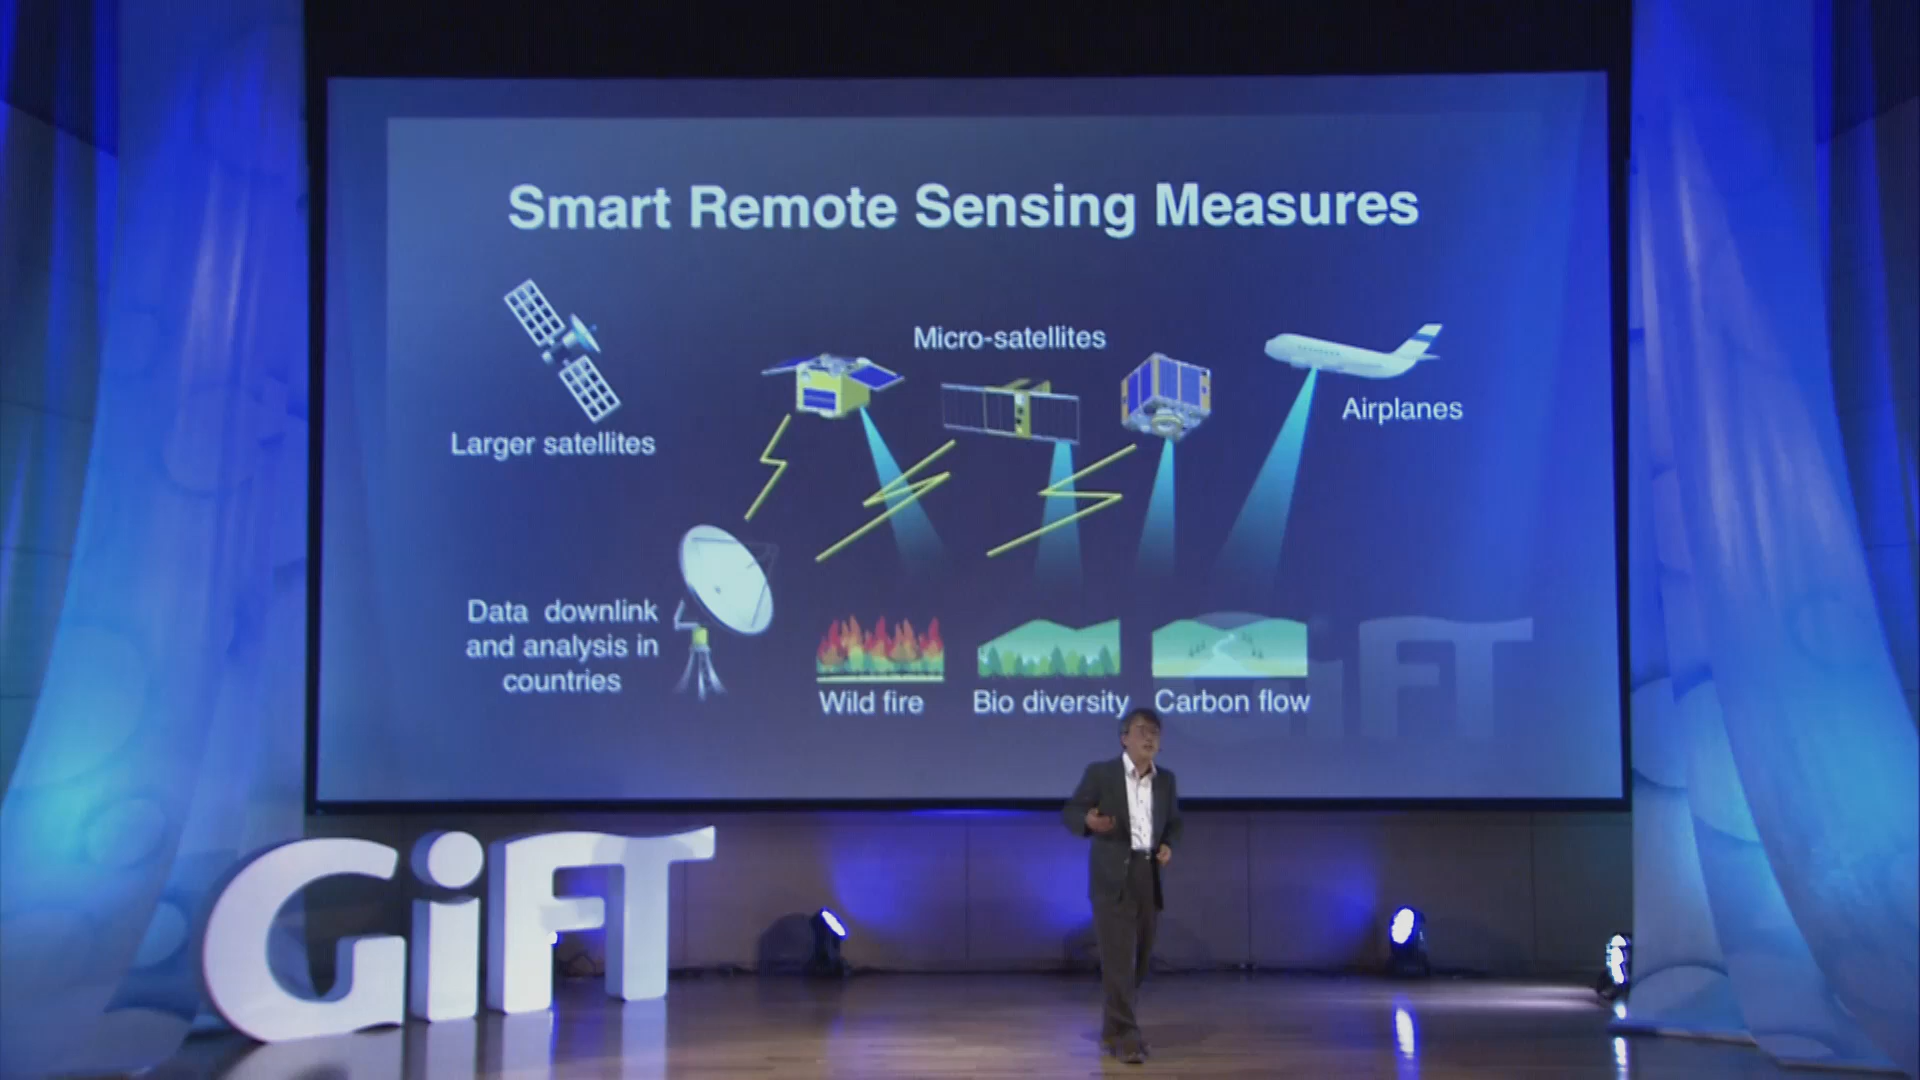 Smart Remote Sensing Measures
Micro-satellites
Airplanes
Larger satellites
Data downlink
and analysis in
countries
Wild fire
Bio diversity
Carbon flow
GiFT
GiFT